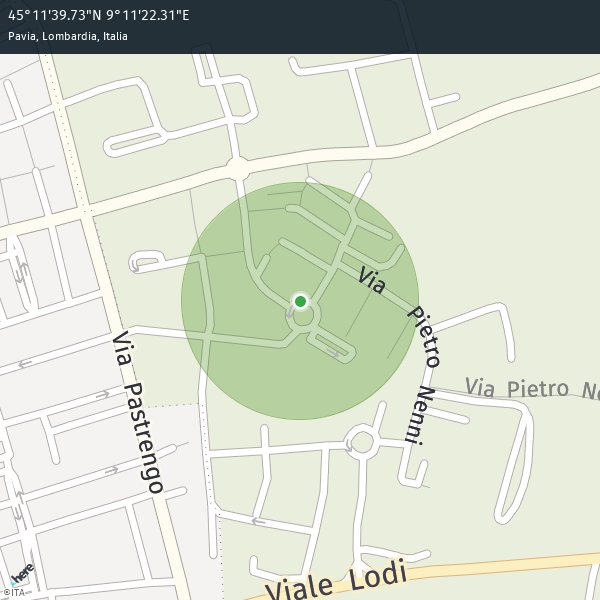 45°11'39.73"N 9°11'22.31"E
Pavia, Lombardia, Italia
Via Pietro Nenni
Via Pastrengo
Via Pietro Ne
Viale Lodi
here
©ITA